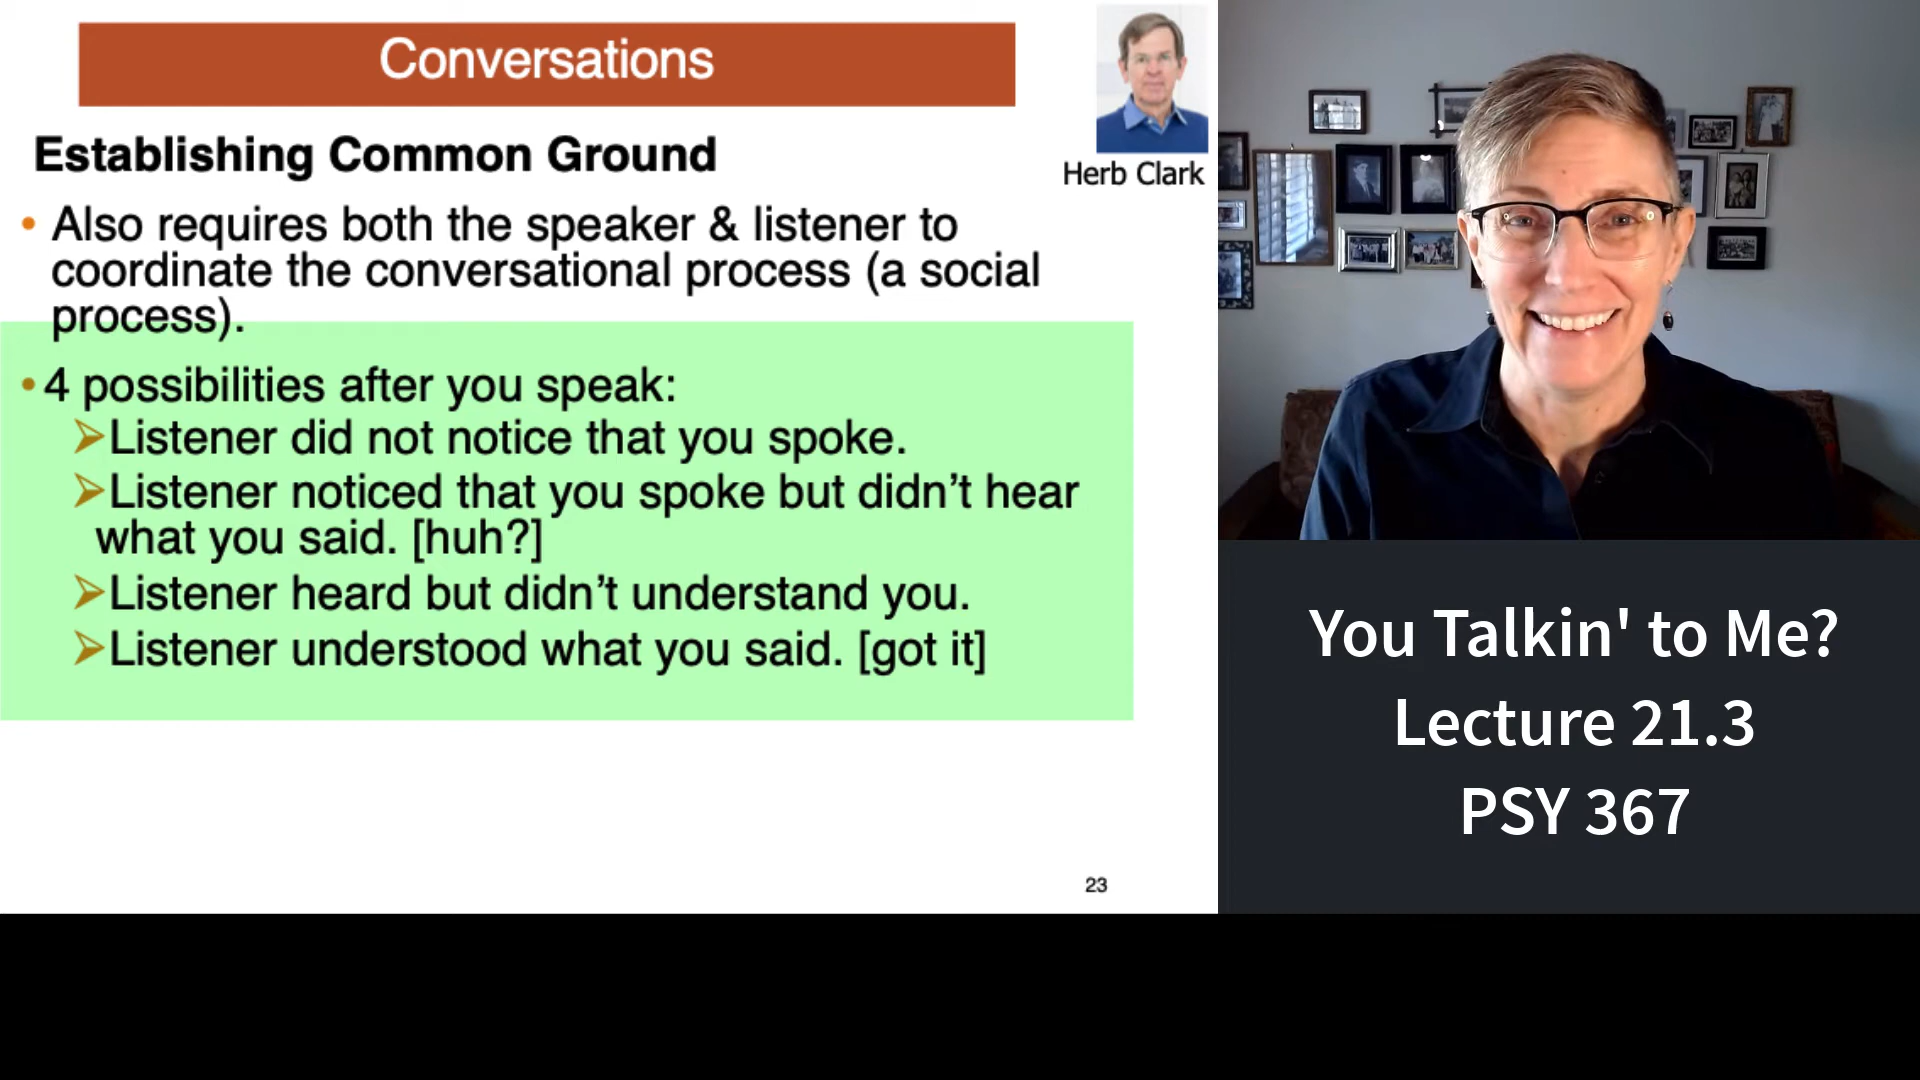 Conversations
Herb Clark
Establishing Common Ground
• Also requires both the speaker & listener to
coordinate the conversational process (a social
process).
• 4 possibilities after you speak:
➢Listener did not notice that you spoke.
➢Listener noticed that you spoke but didn’t hear
what you said. [huh?]
➢Listener heard but didn’t understand you.
➢Listener understood what you said. [got it]
23
You Talkin' to Me?
Lecture 21.3
PSY 367